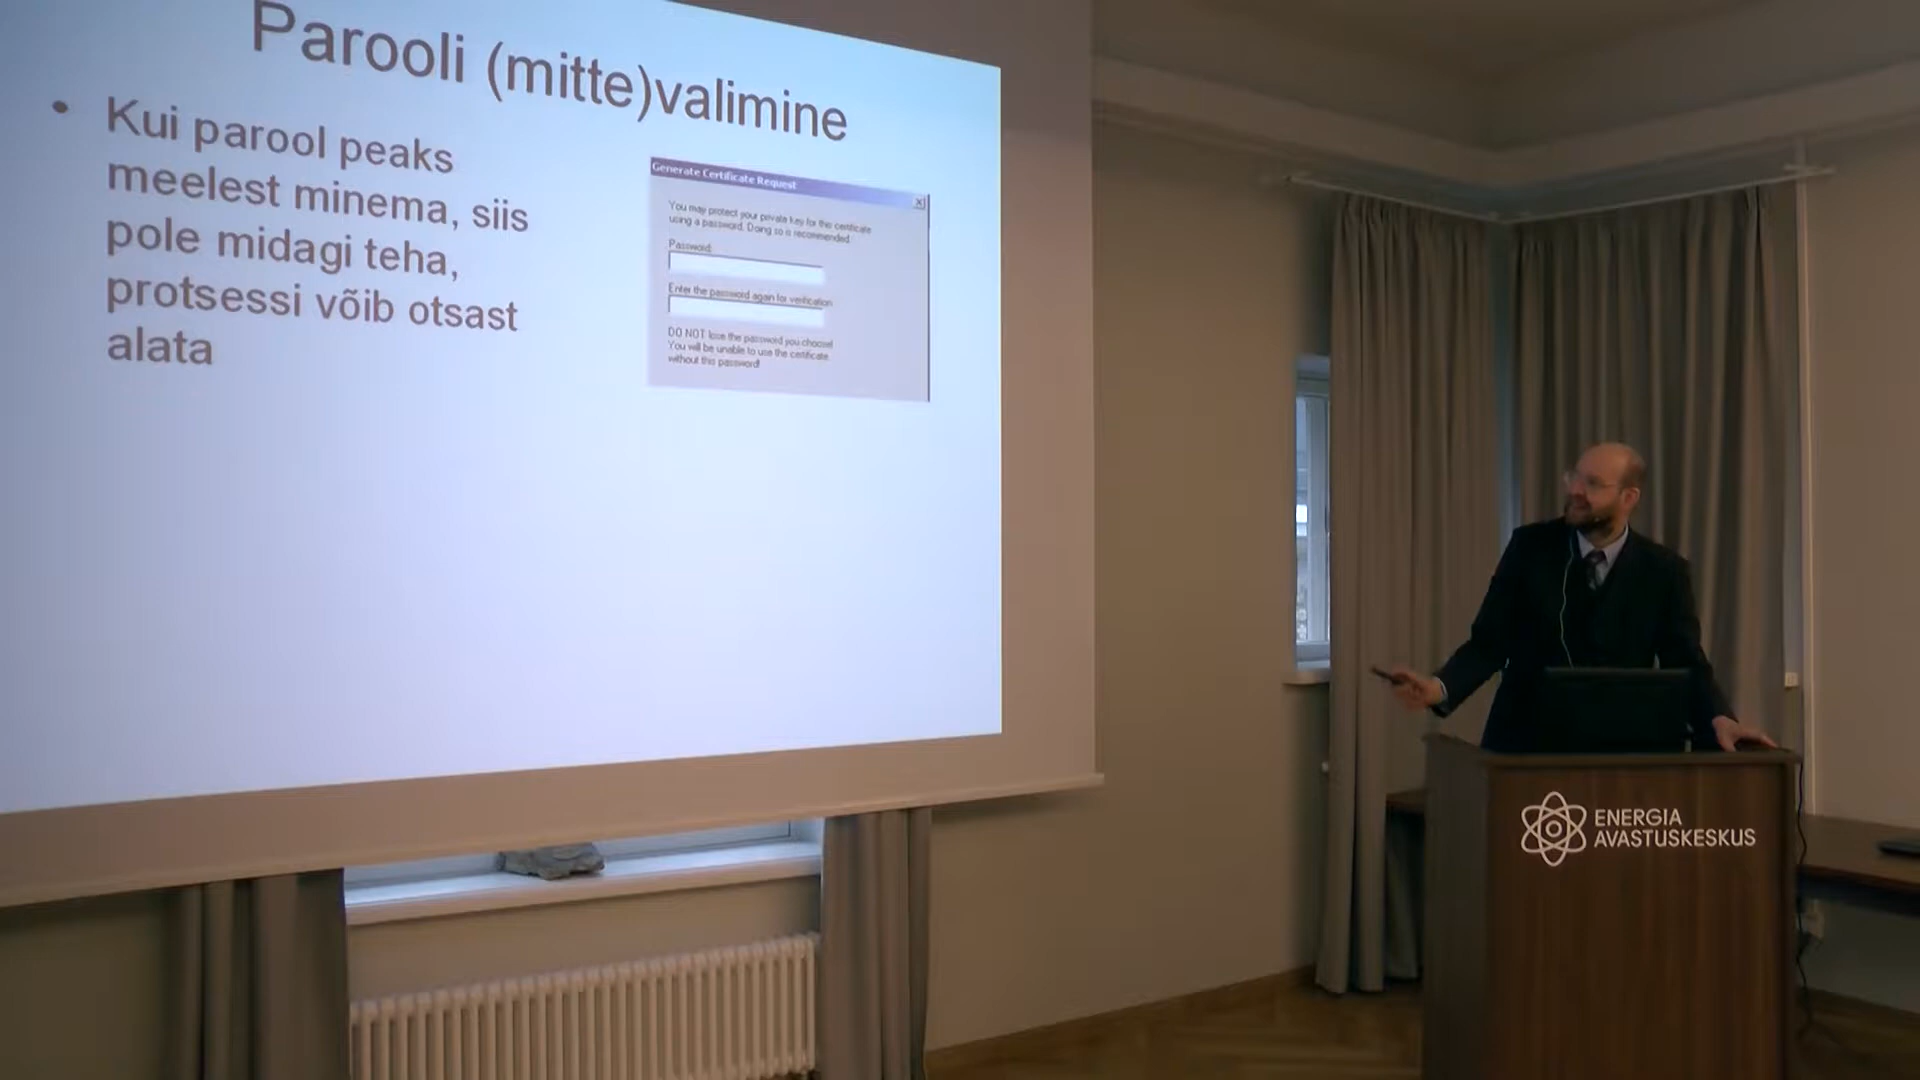 Parooli (mitte)valimine
• Kui parool peaks
meelest minema, siis
pole midagi teha,
protsessi võib otsast
alata
Generate Certificate Request
You may protect your private key for this certificate
using a password. Doing so is recommended.
Password:
Enter the password again for verification
DO NOT lose the password you choose!
You will be unable to use the certificate
without this password!
ENERGIA
AVASTUSKESKUS